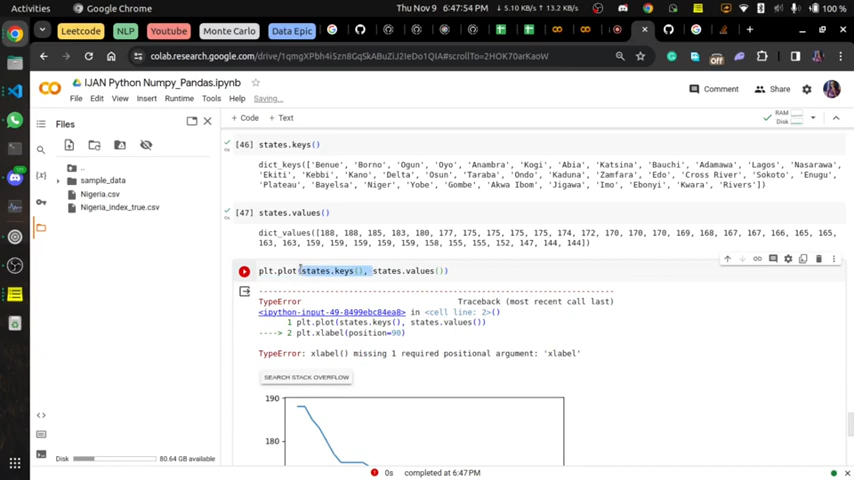 Activities
Thu Nov 9 6:47:54 PM
↓ 5.10 KB/s ↑ 13.2 KB/s
100 %
Leetcode
NLP
Youtube
Monte Carlo
Data Epic
colab.research.google.com/drive/1qmgXPbh4i5zn8GqSkABuZiJ2IeDo1QIA#scrollTo=2HOK70arKaoW
Off
IJAN Python Numpy_Pandas.ipynb
Comment
Share
File Edit View Insert Runtime Tools Help Saving...
Files
+ Code + Text
RAM
Disk
..
sample_data
Nigeria.csv
Nigeria_index_true.csv
[46] states.keys()
dict_keys(['Benue', 'Borno', 'Ogun', 'Oyo', 'Anambra', 'Kogi', 'Abia', 'Katsina', 'Bauchi', 'Adamawa', 'Lagos', 'Nasarawa',
'Ekiti', 'Kebbi', 'Kano', 'Delta', 'Osun', 'Taraba', 'Ondo', 'Kaduna', 'Zamfara', 'Edo', 'Cross River', 'Sokoto', 'Enugu',
'Plateau', 'Bayelsa', 'Niger', 'Yobe', 'Gombe', 'Akwa Ibom', 'Jigawa', 'Imo', 'Ebonyi', 'Kwara', 'Rivers'])
[47] states.values()
dict_values([188, 188, 185, 183, 180, 177, 175, 175, 175, 175, 174, 172, 170, 170, 170, 169, 168, 167, 167, 166, 165, 165,
163, 163, 159, 159, 159, 159, 159, 158, 155, 155, 152, 147, 144, 144])
plt.plot(states.keys(), states.values())
TypeError Traceback (most recent call last)
<ipython-input-49-8499ebc84ea8> in <cell line: 2>()
1 plt.plot(states.keys(), states.values())
----> 2 plt.xlabel(position=90)
TypeError: xlabel() missing 1 required positional argument: 'xlabel'
SEARCH STACK OVERFLOW
190
180
Disk
80.64 GB available
0s completed at 6:47PM